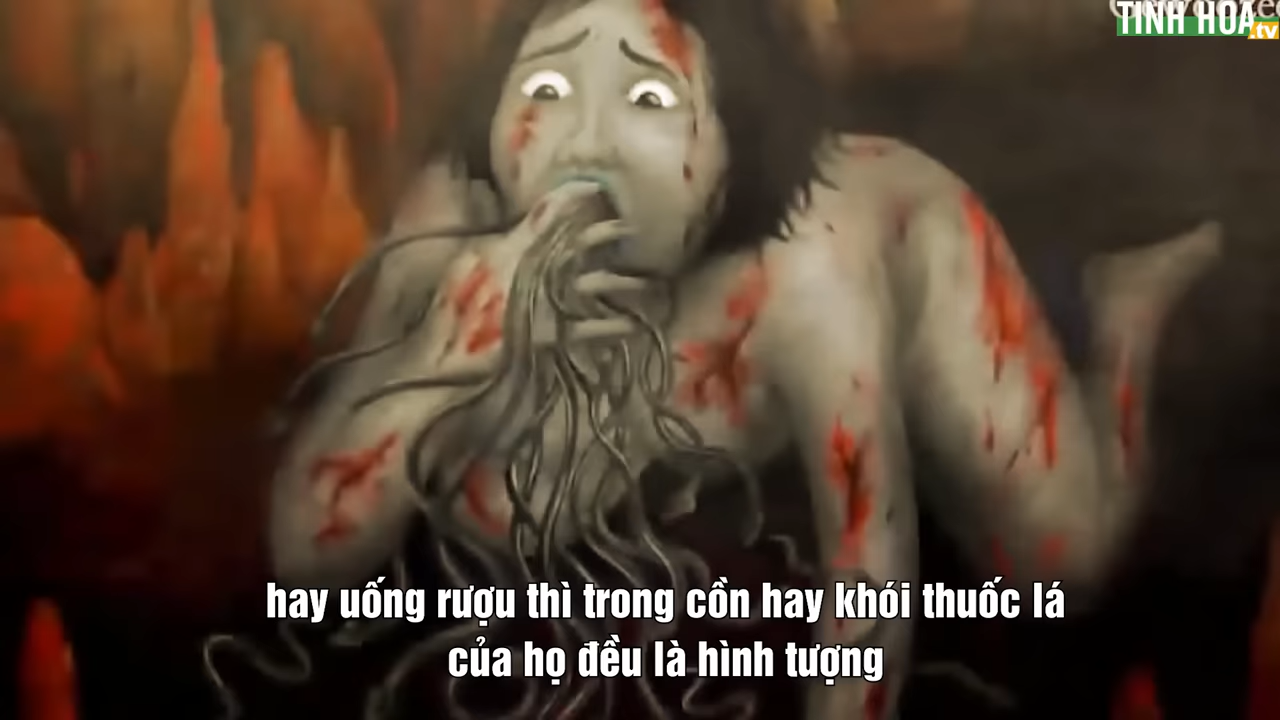 TINH HOA
.tv
hay uống rượu thì trong cồn hay khói thuốc lá
của họ đều là hình tượng